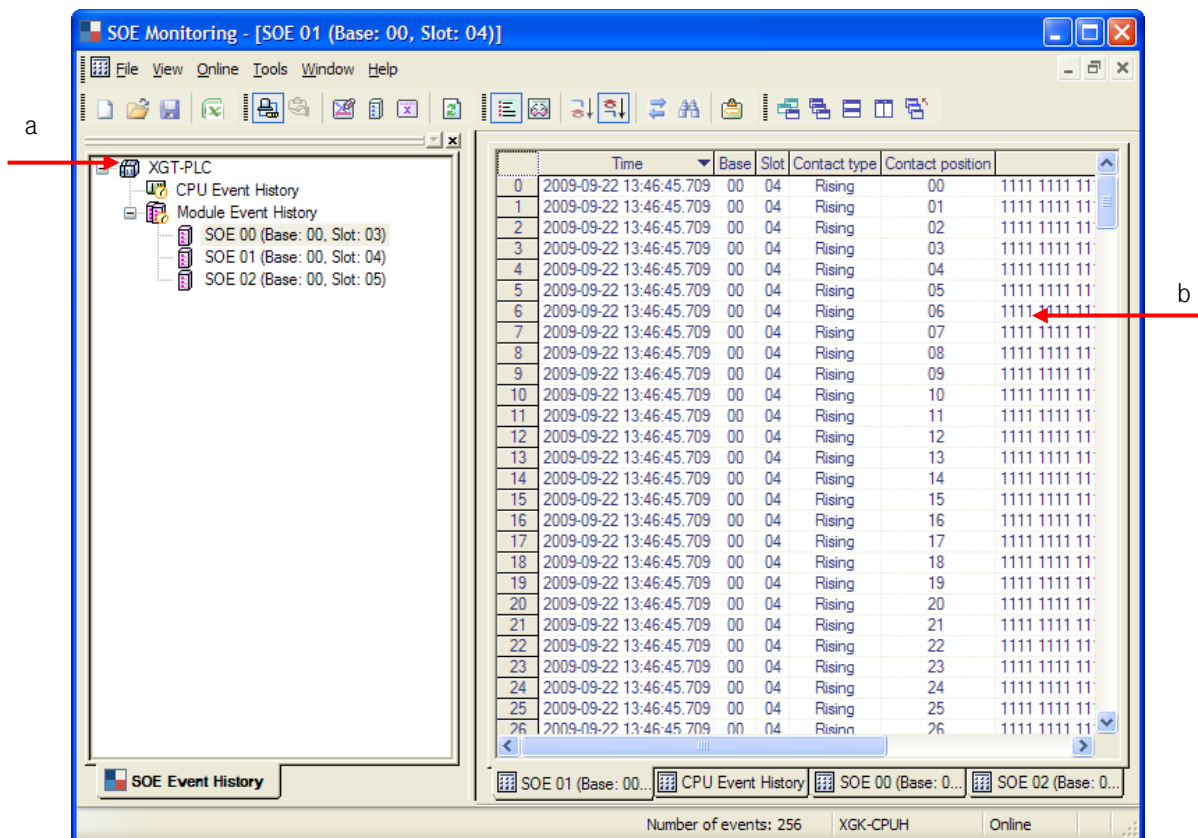 SOE Monitoring - [SOE 01 (Base: 00, Slot: 04)]
File View Online Tools Window Help
a
XGT-PLC
CPU Event History
Module Event History
SOE 00 (Base: 00, Slot: 03)
SOE 01 (Base: 00, Slot: 04)
SOE 02 (Base: 00, Slot: 05)
SOE Event History
Time Base Slot Contact type Contact position
0 2009-09-22 13:46:45.709 00 04 Rising 00 1111 1111 11
1 2009-09-22 13:46:45.709 00 04 Rising 01 1111 1111 11
2 2009-09-22 13:46:45.709 00 04 Rising 02 1111 1111 11
3 2009-09-22 13:46:45.709 00 04 Rising 03 1111 1111 11
4 2009-09-22 13:46:45.709 00 04 Rising 04 1111 1111 11
5 2009-09-22 13:46:45.709 00 04 Rising 05 1111 1111 11
6 2009-09-22 13:46:45.709 00 04 Rising 06 1111 1111 11
7 2009-09-22 13:46:45.709 00 04 Rising 07 1111 1111 11
8 2009-09-22 13:46:45.709 00 04 Rising 08 1111 1111 11
9 2009-09-22 13:46:45.709 00 04 Rising 09 1111 1111 11
10 2009-09-22 13:46:45.709 00 04 Rising 10 1111 1111 11
11 2009-09-22 13:46:45.709 00 04 Rising 11 1111 1111 11
12 2009-09-22 13:46:45.709 00 04 Rising 12 1111 1111 11
13 2009-09-22 13:46:45.709 00 04 Rising 13 1111 1111 11
14 2009-09-22 13:46:45.709 00 04 Rising 14 1111 1111 11
15 2009-09-22 13:46:45.709 00 04 Rising 15 1111 1111 11
16 2009-09-22 13:46:45.709 00 04 Rising 16 1111 1111 11
17 2009-09-22 13:46:45.709 00 04 Rising 17 1111 1111 11
18 2009-09-22 13:46:45.709 00 04 Rising 18 1111 1111 11
19 2009-09-22 13:46:45.709 00 04 Rising 19 1111 1111 11
20 2009-09-22 13:46:45.709 00 04 Rising 20 1111 1111 11
21 2009-09-22 13:46:45.709 00 04 Rising 21 1111 1111 11
22 2009-09-22 13:46:45.709 00 04 Rising 22 1111 1111 11
23 2009-09-22 13:46:45.709 00 04 Rising 23 1111 1111 11
24 2009-09-22 13:46:45.709 00 04 Rising 24 1111 1111 11
25 2009-09-22 13:46:45.709 00 04 Rising 25 1111 1111 11
26 2009-09-22 13:46:45.709 00 04 Rising 26 1111 1111 11
b
SOE 01 (Base: 00... CPU Event History SOE 00 (Base: 0... SOE 02 (Base: 0...
Number of events: 256 XGK-CPUH Online